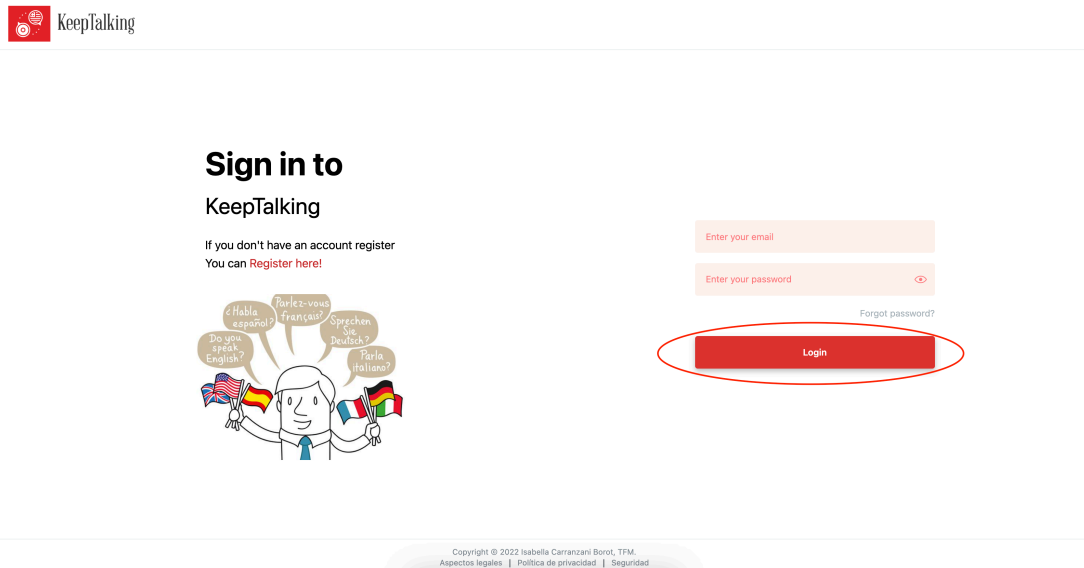 KeepTalking
Sign in to
KeepTalking
If you don't have an account register
You can Register here!
¿Habla
español?
Parlez-vous
français?
Sprechen
Sie
Deutsch?
Do you
speak
English?
Parla
italiano?
Enter your email
Enter your password
Forgot password?
Login
Copyright © 2022 Isabella Carranzani Borot, TFM.
Aspectos legales | Política de privacidad | Seguridad